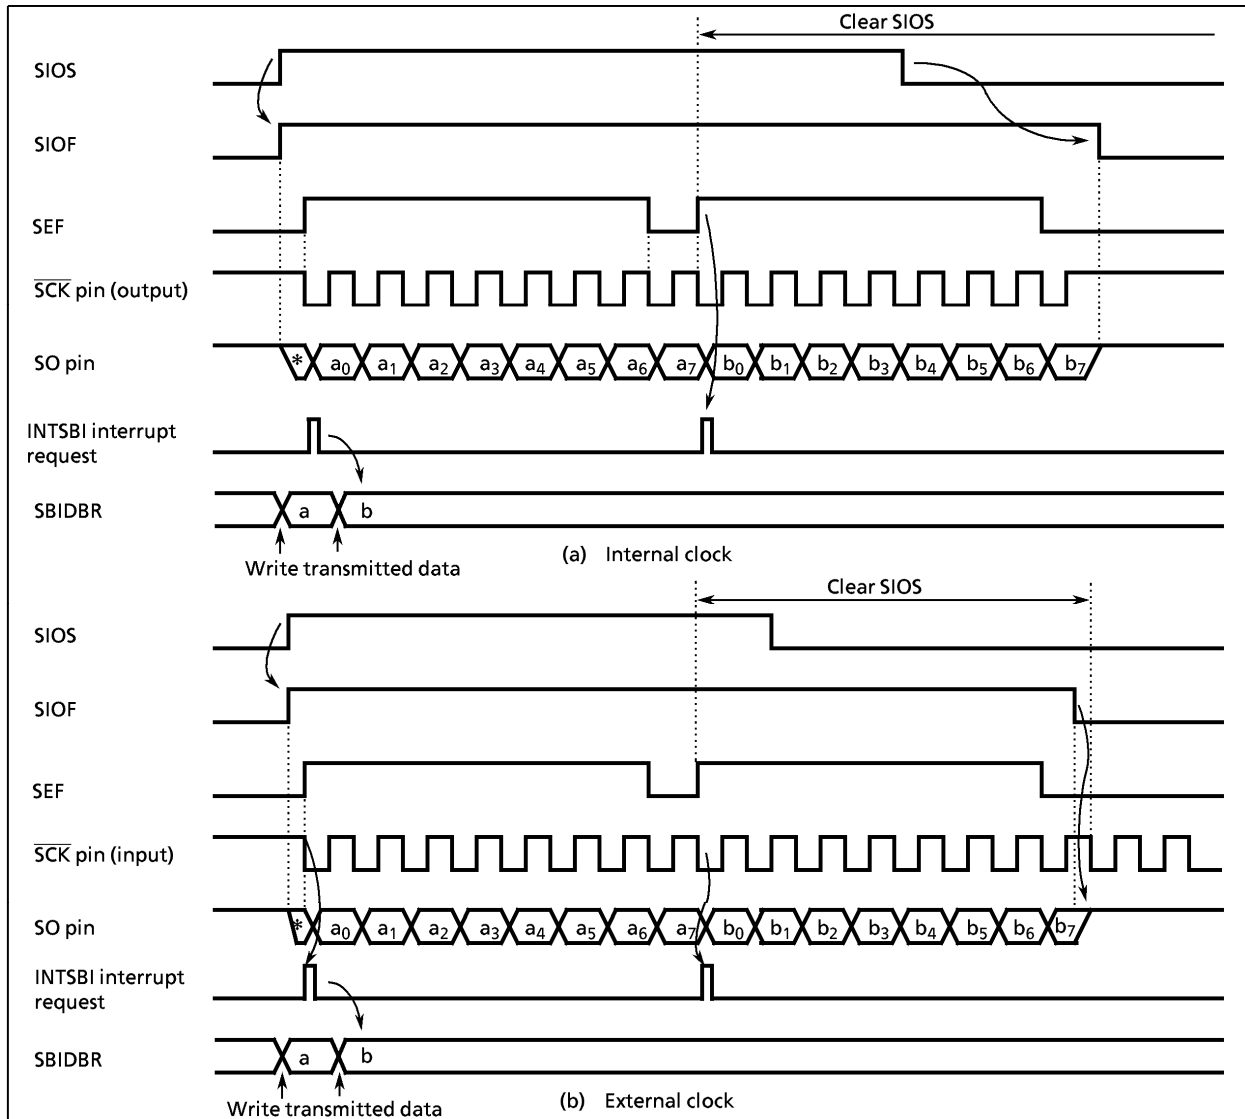 Clear SIOS
SIOS
SIOF
SEF
SCK pin (output)
SO pin
* a0 a1 a2 a3 a4 a5 a6 a7 b0 b1 b2 b3 b4 b5 b6 b7
INTSBI interrupt
request
SBIDBR
a b
Write transmitted data
(a) Internal clock
Clear SIOS
SIOS
SIOF
SEF
SCK pin (input)
SO pin
* a0 a1 a2 a3 a4 a5 a6 a7 b0 b1 b2 b3 b4 b5 b6 b7
INTSBI interrupt
request
SBIDBR
a b
Write transmitted data
(b) External clock